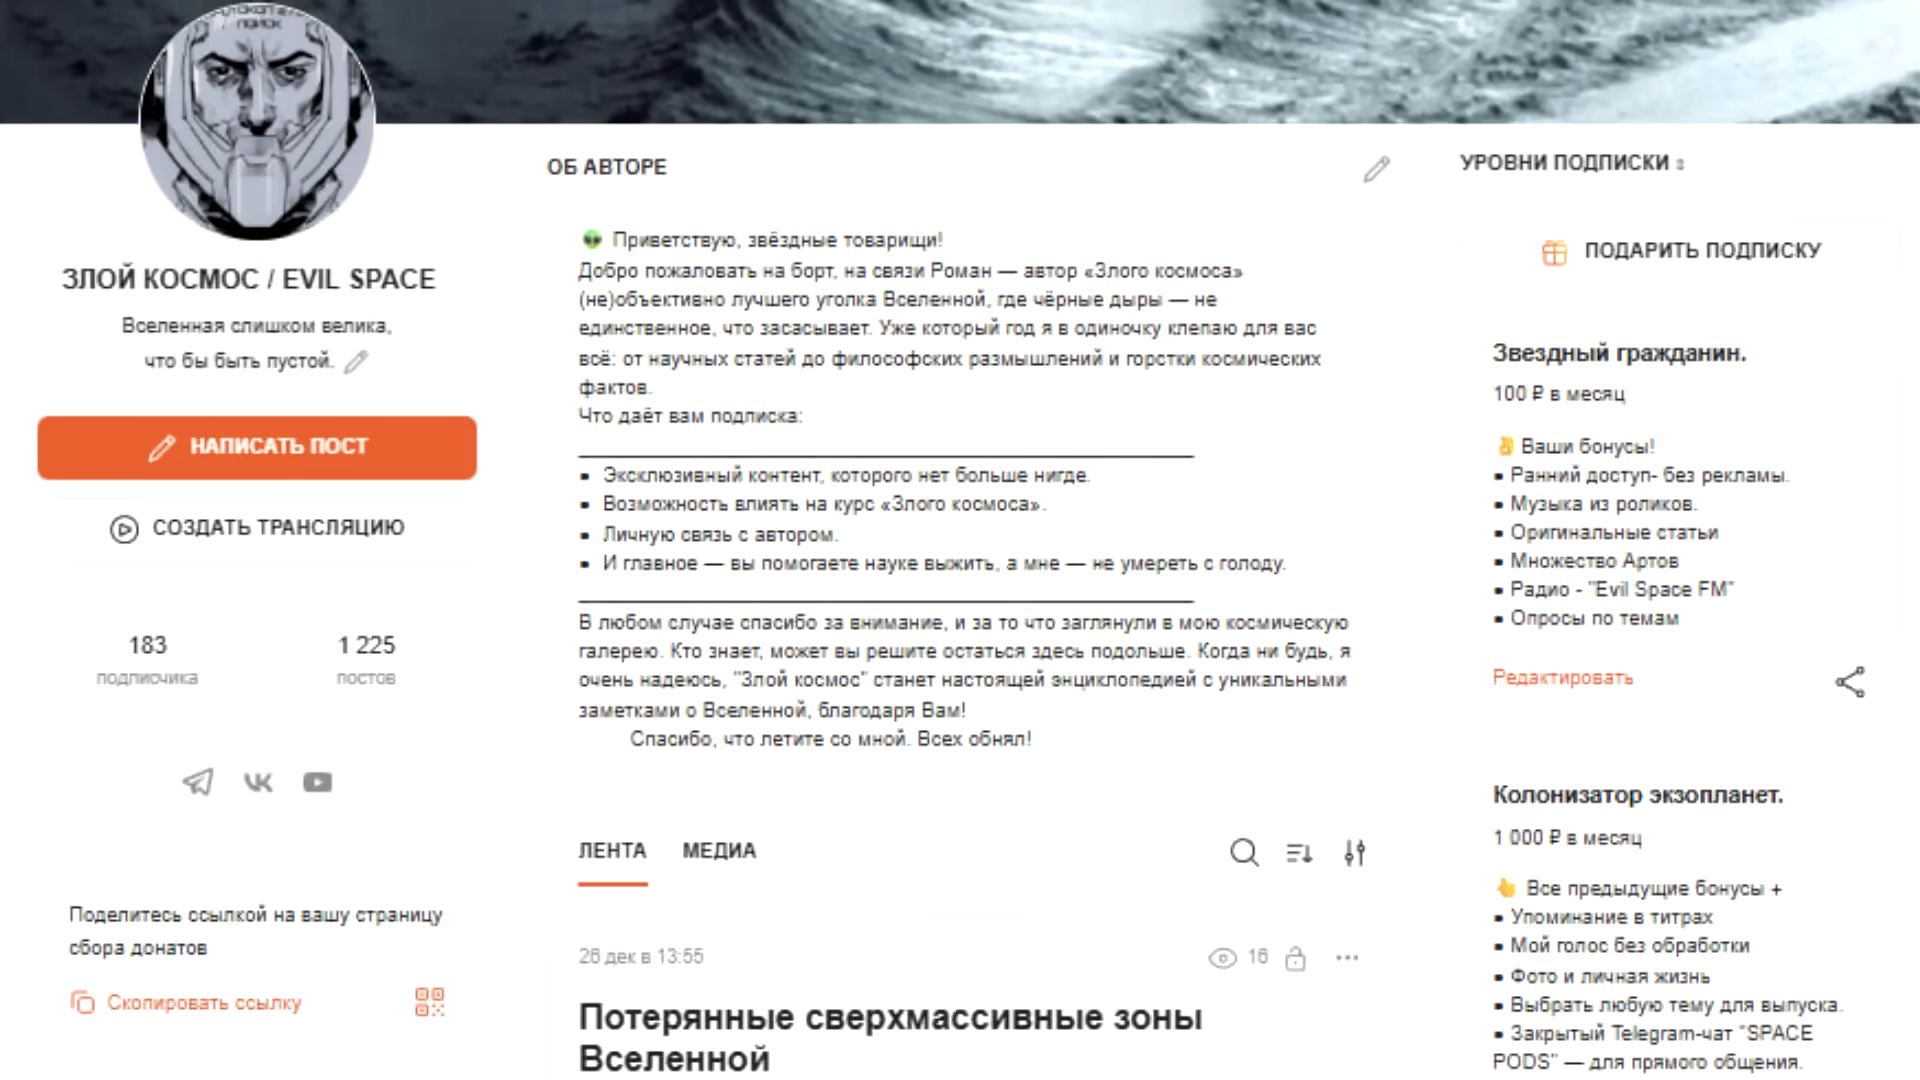 ПОИСК
ЗЛОЙ КОСМОС / EVIL SPACE
Вселенная слишком велика,
что бы быть пустой.
НАПИСАТЬ ПОСТ
СОЗДАТЬ ТРАНСЛЯЦИЮ
183
подписчика
1 225
постов
Поделитесь ссылкой на вашу страницу
сбора донатов
Скопировать ссылку
ОБ АВТОРЕ
Приветствую, звёздные товарищи!
Добро пожаловать на борт, на связи Роман — автор «Злого космоса»
(не)объективно лучшего уголка Вселенной, где чёрные дыры — не
единственное, что засасывает. Уже который год я в одиночку клепаю для вас
всё: от научных статей до философских размышлений и горстки космических
фактов.
Что даёт вам подписка:
▪ Эксклюзивный контент, которого нет больше нигде.
▪ Возможность влиять на курс «Злого космоса».
▪ Личную связь с автором.
▪ И главное — вы помогаете науке выжить, а мне — не умереть с голоду.
В любом случае спасибо за внимание, и за то что заглянули в мою космическую
галерею. Кто знает, может вы решите остаться здесь подольше. Когда ни будь, я
очень надеюсь, "Злой космос" станет настоящей энциклопедией с уникальными
заметками о Вселенной, благодаря Вам!
Спасибо, что летите со мной. Всех обнял!
ЛЕНТА МЕДИА
26 дек в 13:55
16
Потерянные сверхмассивные зоны
Вселенной
УРОВНИ ПОДПИСКИ
ПОДАРИТЬ ПОДПИСКУ
Звездный гражданин.
100 ₽ в месяц
Ваши бонусы!
▪ Ранний доступ- без рекламы.
▪ Музыка из роликов.
▪ Оригинальные статьи
▪ Множество Артов
▪ Радио - "Evil Space FM"
▪ Опросы по темам
Редактировать
Колонизатор экзопланет.
1 000 ₽ в месяц
Все предыдущие бонусы +
▪ Упоминание в титрах
▪ Мой голос без обработки
▪ Фото и личная жизнь
▪ Выбрать любую тему для выпуска.
▪ Закрытый Telegram-чат "SPACE
PODS" — для прямого общения.